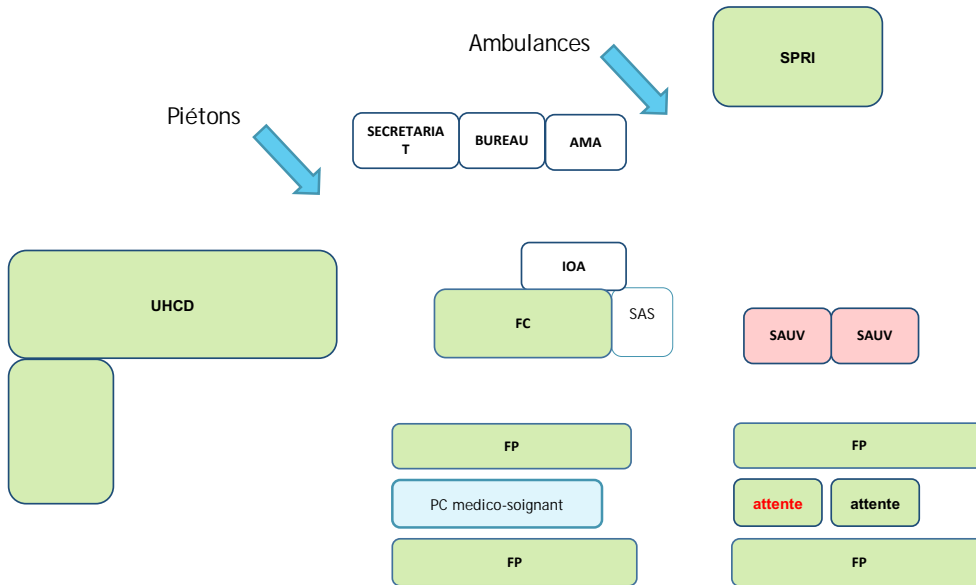 Ambulances
SPRI
Piétons
SECRETARIA
T
BUREAU
AMA
IOA
UHCD
FC
SAS
SAUV
SAUV
FP
FP
PC medico-soignant
attente
attente
FP
FP